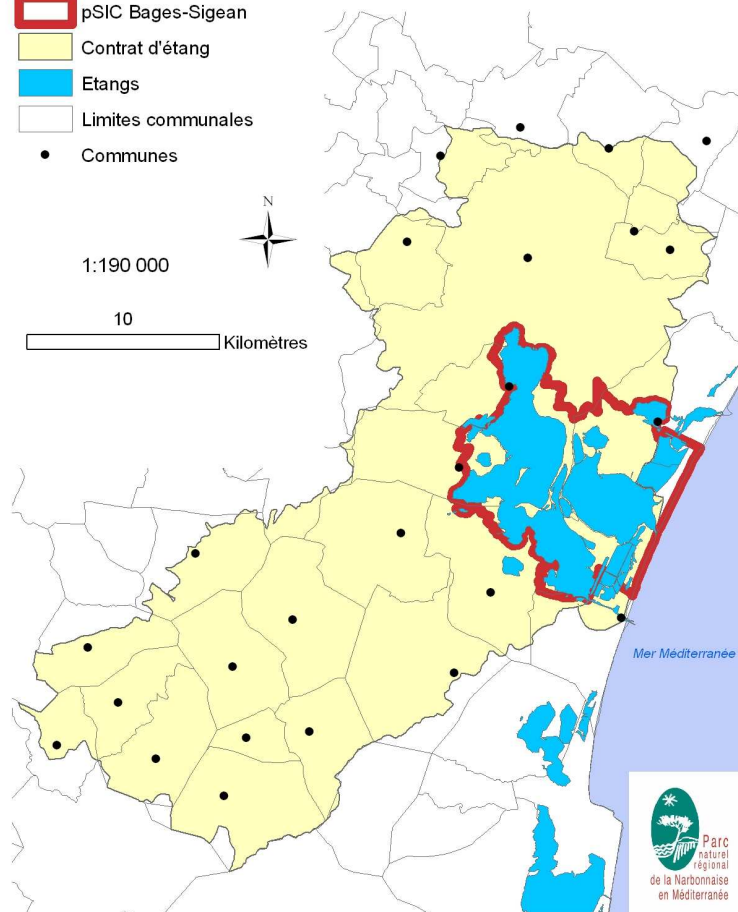 pSIC Bages-Sigean
Contrat d'étang
Etangs
Limites communales
Communes
N
1:190 000
10
Kilomètres
Mer Méditerranée
Parc
naturel
régional
de la Narbonnaise
en Méditerranée